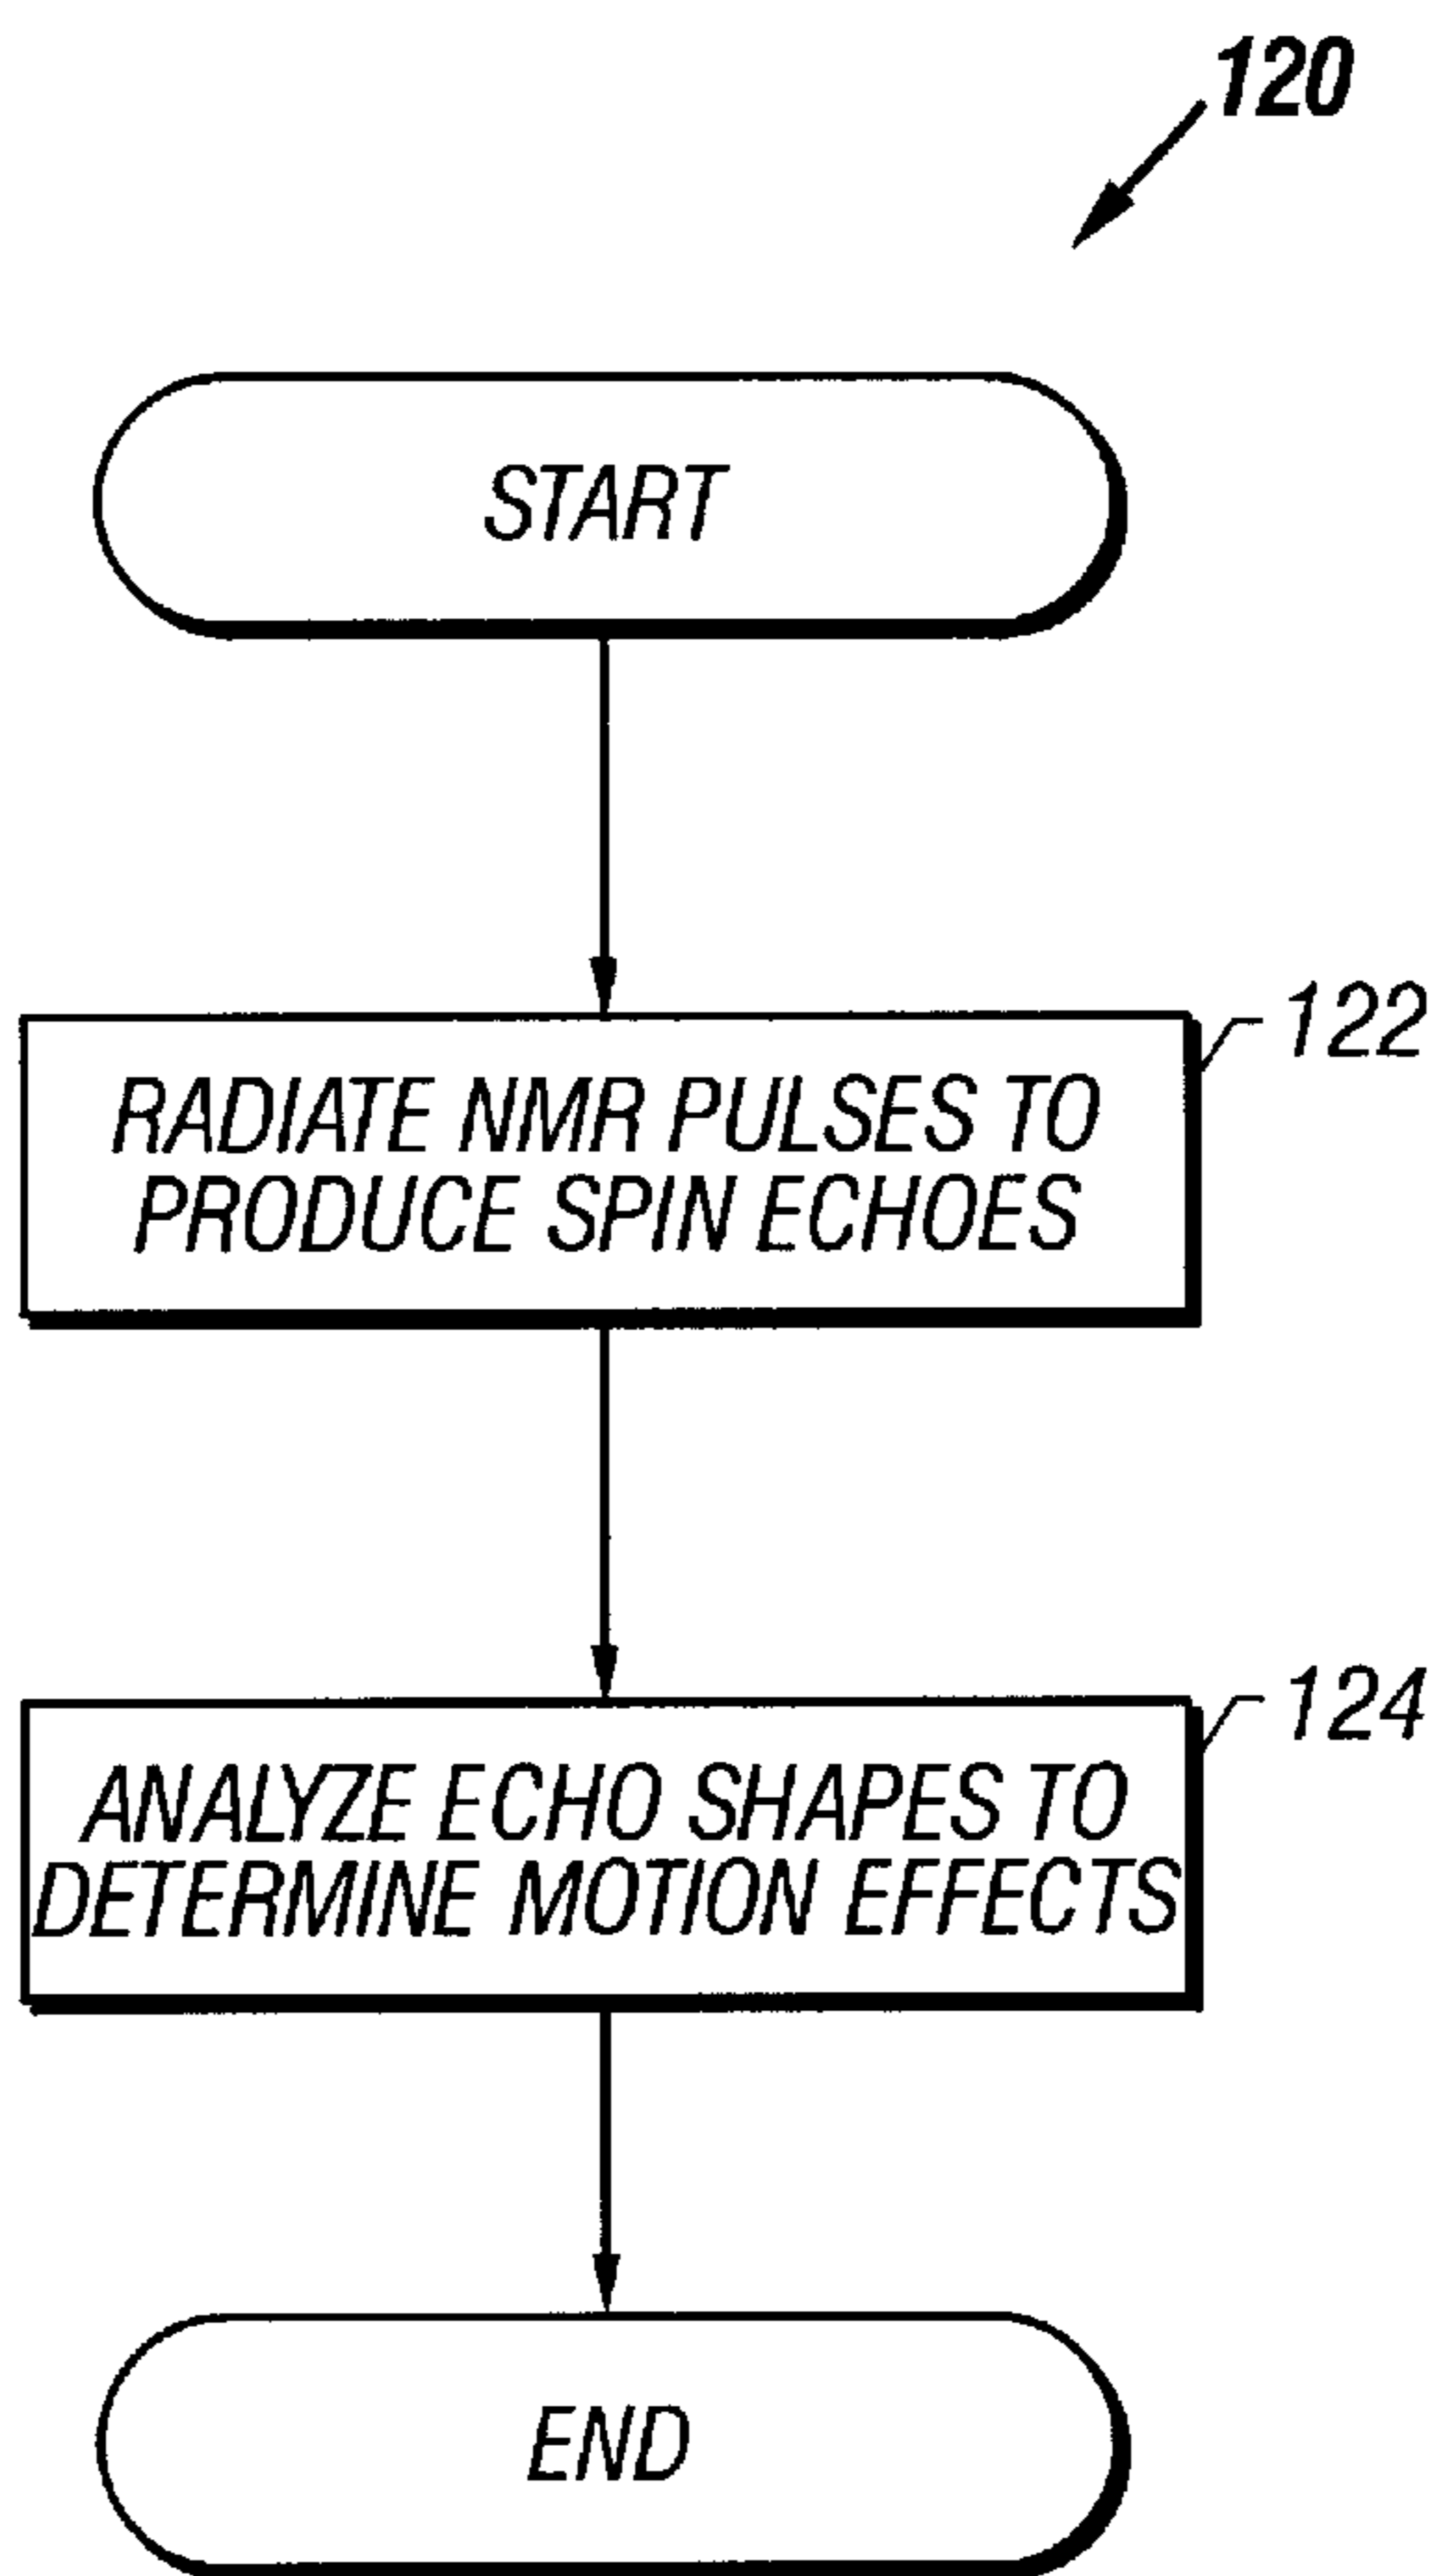 120
START
122
RADIATE NMR PULSES TO
PRODUCE SPIN ECHOES
124
ANALYZE ECHO SHAPES TO
DETERMINE MOTION EFFECTS
END